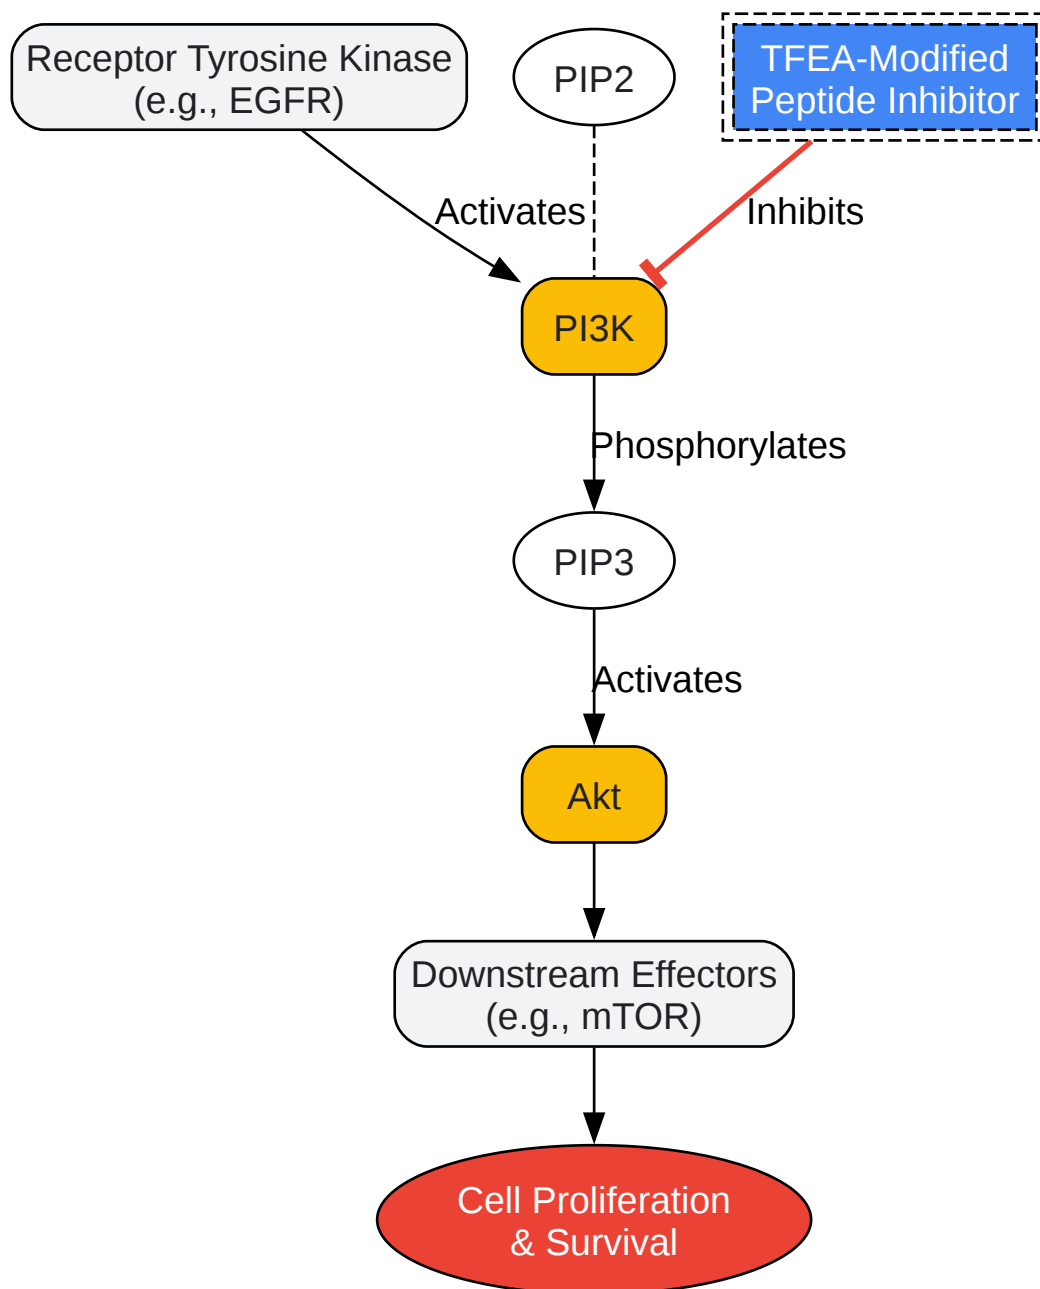 Receptor Tyrosine Kinase
(e.g., EGFR)
PIP2
TFEA-Modified
Peptide Inhibitor
Activates
Inhibits
PI3K
Phosphorylates
PIP3
Activates
Akt
Downstream Effectors
(e.g., mTOR)
Cell Proliferation
& Survival